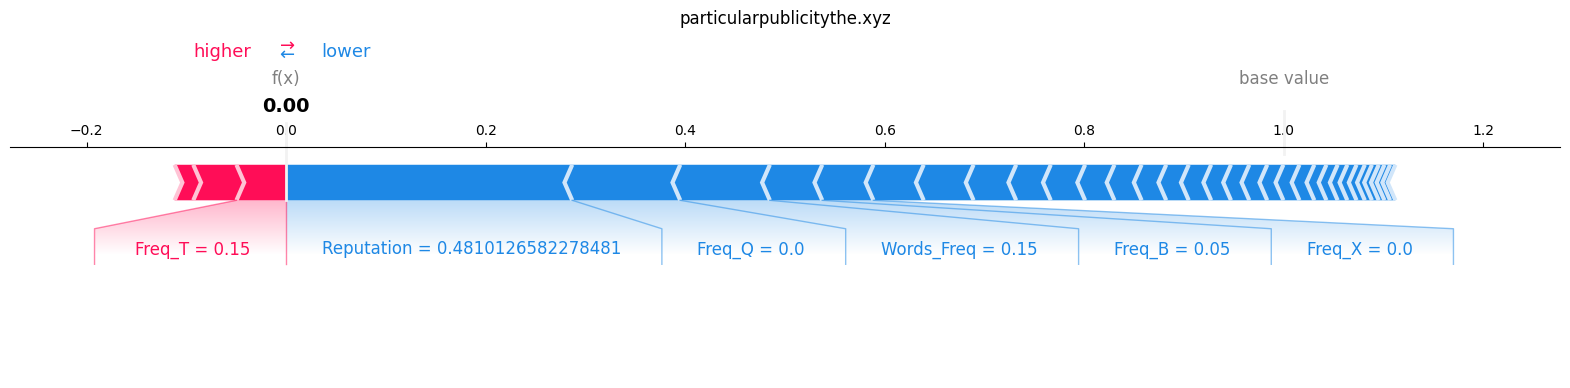 particularpublicitythe.xyz
higher ⇄ lower
f(x) base value
0.00
−0.2 0.0 0.2 0.4 0.6 0.8 1.0 1.2
Freq_T = 0.15 Reputation = 0.4810126582278481 Freq_Q = 0.0 Words_Freq = 0.15 Freq_B = 0.05 Freq_X = 0.0